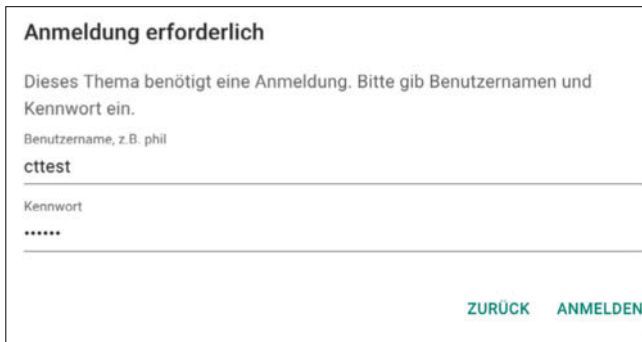 Anmeldung erforderlich
Dieses Thema benötigt eine Anmeldung. Bitte gib Benutzernamen und
Kennwort ein.
Benutzername, z.B. phil
cttest
Kennwort
••••••
ZURÜCK ANMELDEN